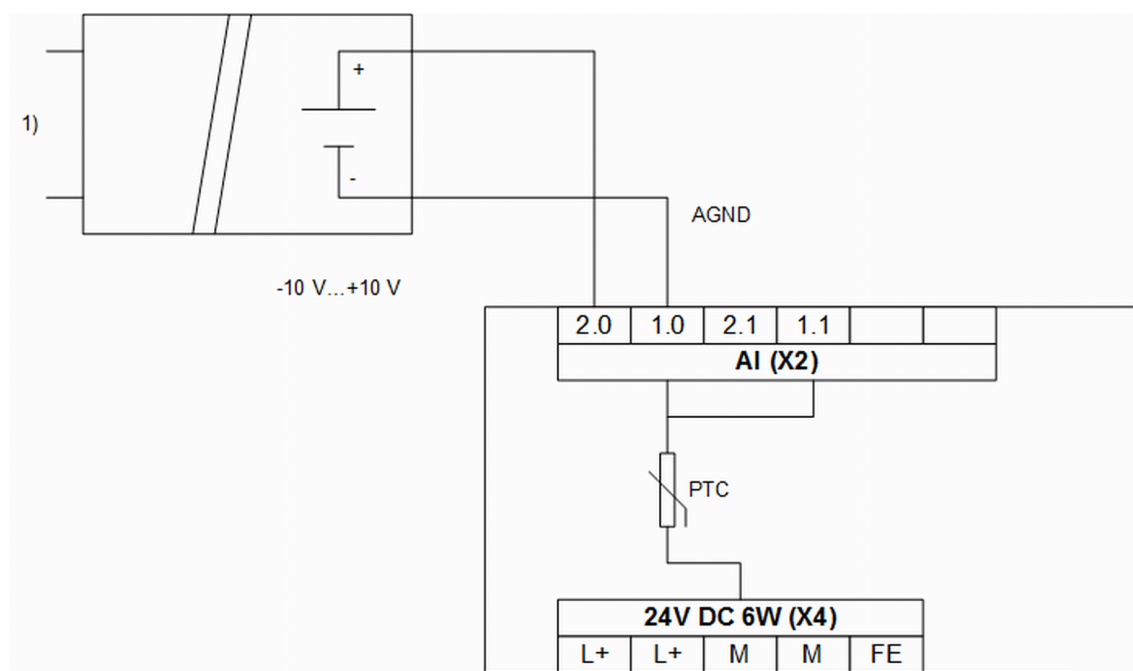 +
1)
-
AGND
-10 V...+10 V
2.0 1.0 2.1 1.1
AI (X2)
PTC
24V DC 6W (X4)
L+ L+ M M FE